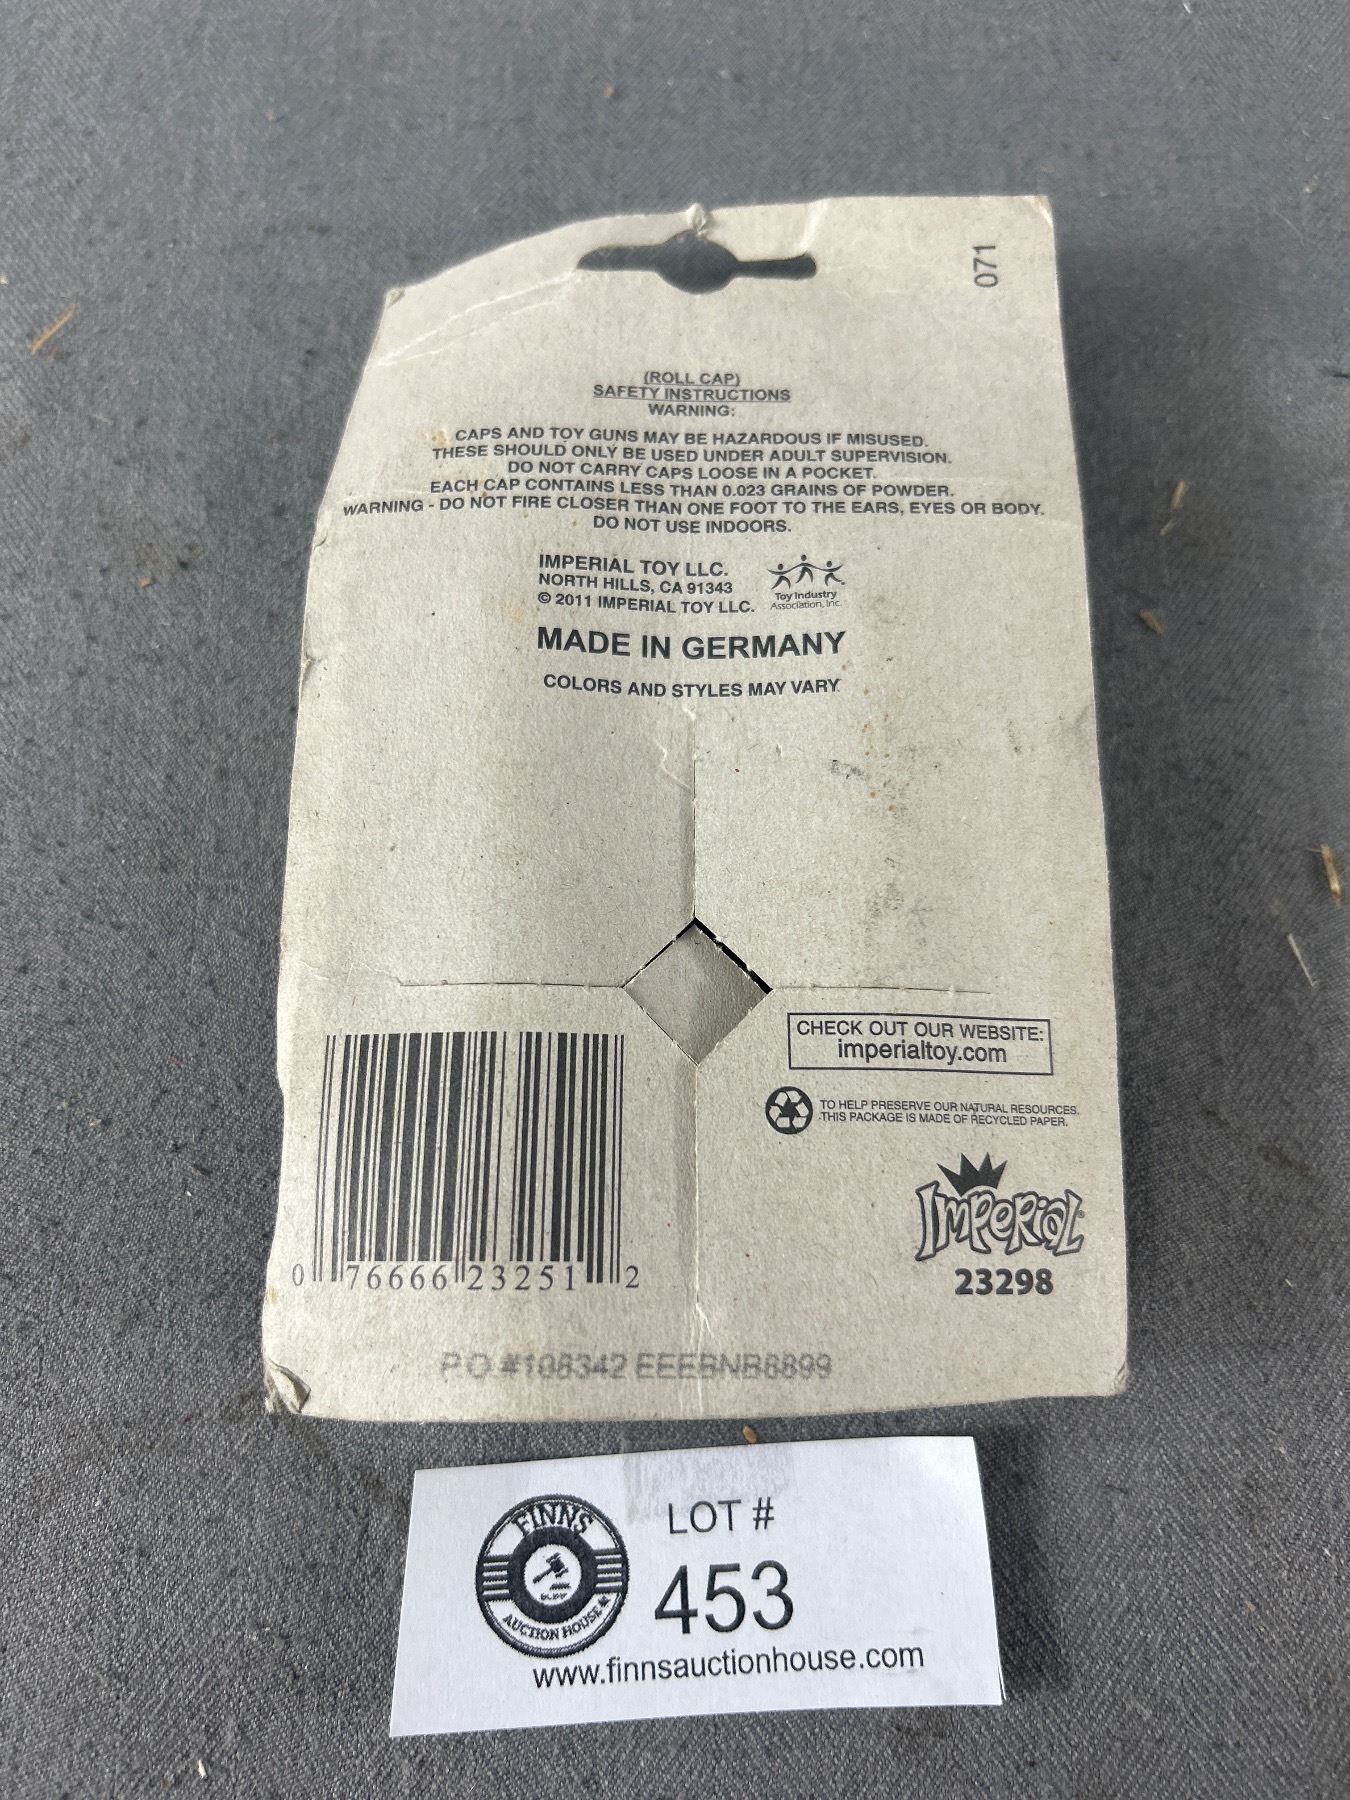 071
(ROLL CAP)
SAFETY INSTRUCTIONS
WARNING:
CAPS AND TOY GUNS MAY BE HAZARDOUS IF MISUSED.
THESE SHOULD ONLY BE USED UNDER ADULT SUPERVISION.
DO NOT CARRY CAPS LOOSE IN A POCKET.
EACH CAP CONTAINS LESS THAN 0.023 GRAINS OF POWDER.
WARNING - DO NOT FIRE CLOSER THAN ONE FOOT TO THE EARS, EYES OR BODY.
DO NOT USE INDOORS.
IMPERIAL TOY LLC.
NORTH HILLS, CA 91343
© 2011 IMPERIAL TOY LLC.
Toy Industry
Association, Inc.
MADE IN GERMANY
COLORS AND STYLES MAY VARY.
CHECK OUT OUR WEBSITE:
imperialtoy.com
TO HELP PRESERVE OUR NATURAL RESOURCES.
THIS PACKAGE IS MADE OF RECYCLED PAPER.
IMPERIAL
23298
0 76666 23251 2
P.O #108342 EEEBNB8899
FINNS
AUCTION HOUSE
LOT #
453
www.finnsauctionhouse.com